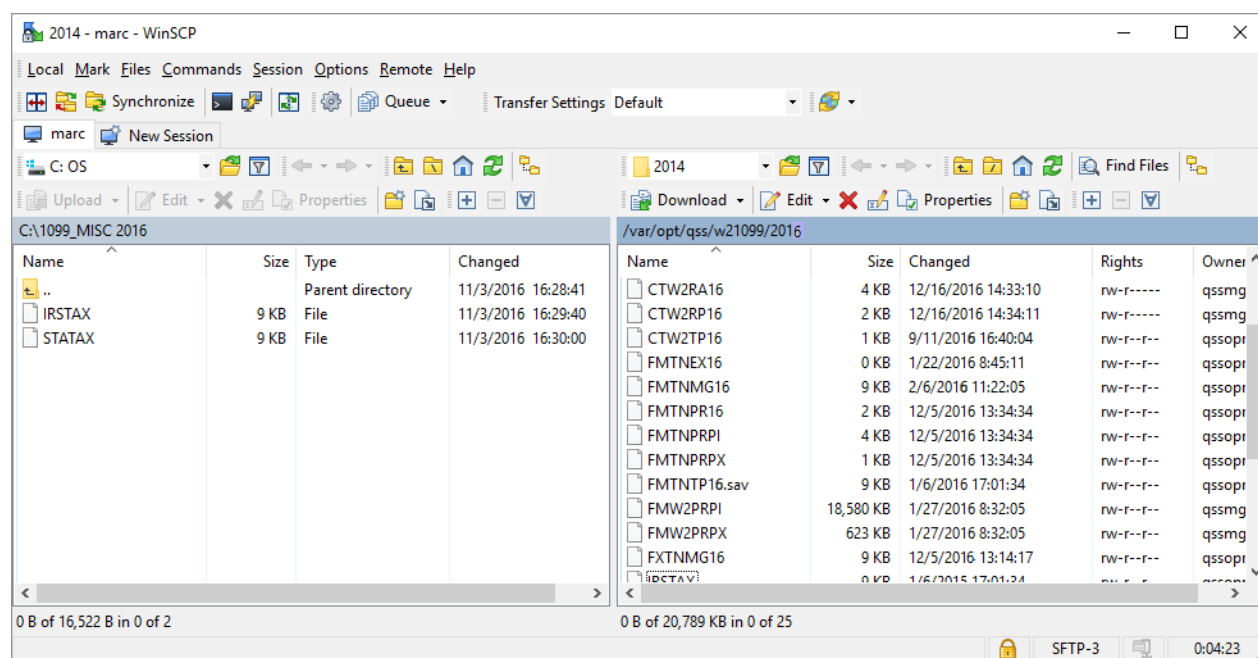 2014 - marc - WinSCP
Local Mark Files Commands Session Options Remote Help
Synchronize Queue Transfer Settings Default
marc New Session
C: OS 2014 Find Files
Upload Edit Properties Download Edit Properties
C:\1099_MISC 2016 /var/opt/qss/w21099/2016
Name Size Type Changed Name Size Changed Rights Owner
.. Parent directory 11/3/2016 16:28:41 CTW2RA16 4 KB 12/16/2016 14:33:10 rw-r----- qssmg
IRSTAX 9 KB File 11/3/2016 16:29:40 CTW2RP16 2 KB 12/16/2016 14:34:11 rw-r----- qssmg
STATAX 9 KB File 11/3/2016 16:30:00 CTW2TP16 1 KB 9/11/2016 16:40:04 rw-r--r-- qssopr
FMTNEX16 0 KB 1/22/2016 8:45:11 rw-r--r-- qssopr
FMTNMG16 9 KB 2/6/2016 11:22:05 rw-r--r-- qssopr
FMTNPR16 2 KB 12/5/2016 13:34:34 rw-r--r-- qssopr
FMTNPRPI 4 KB 12/5/2016 13:34:34 rw-r--r-- qssopr
FMTNPRPX 1 KB 12/5/2016 13:34:34 rw-r--r-- qssopr
FMTNTP16.sav 9 KB 1/6/2016 17:01:34 rw-r--r-- qssopr
FMW2PRPI 18,580 KB 1/27/2016 8:32:05 rw-r--r-- qssmg
FMW2PRPX 623 KB 1/27/2016 8:32:05 rw-r--r-- qssmg
FXTNMG16 9 KB 12/5/2016 13:14:17 rw-r--r-- qssopr
IRSTAX 9 KB 1/6/2015 17:01:34
0 B of 16,522 B in 0 of 2 0 B of 20,789 KB in 0 of 25
SFTP-3 0:04:23